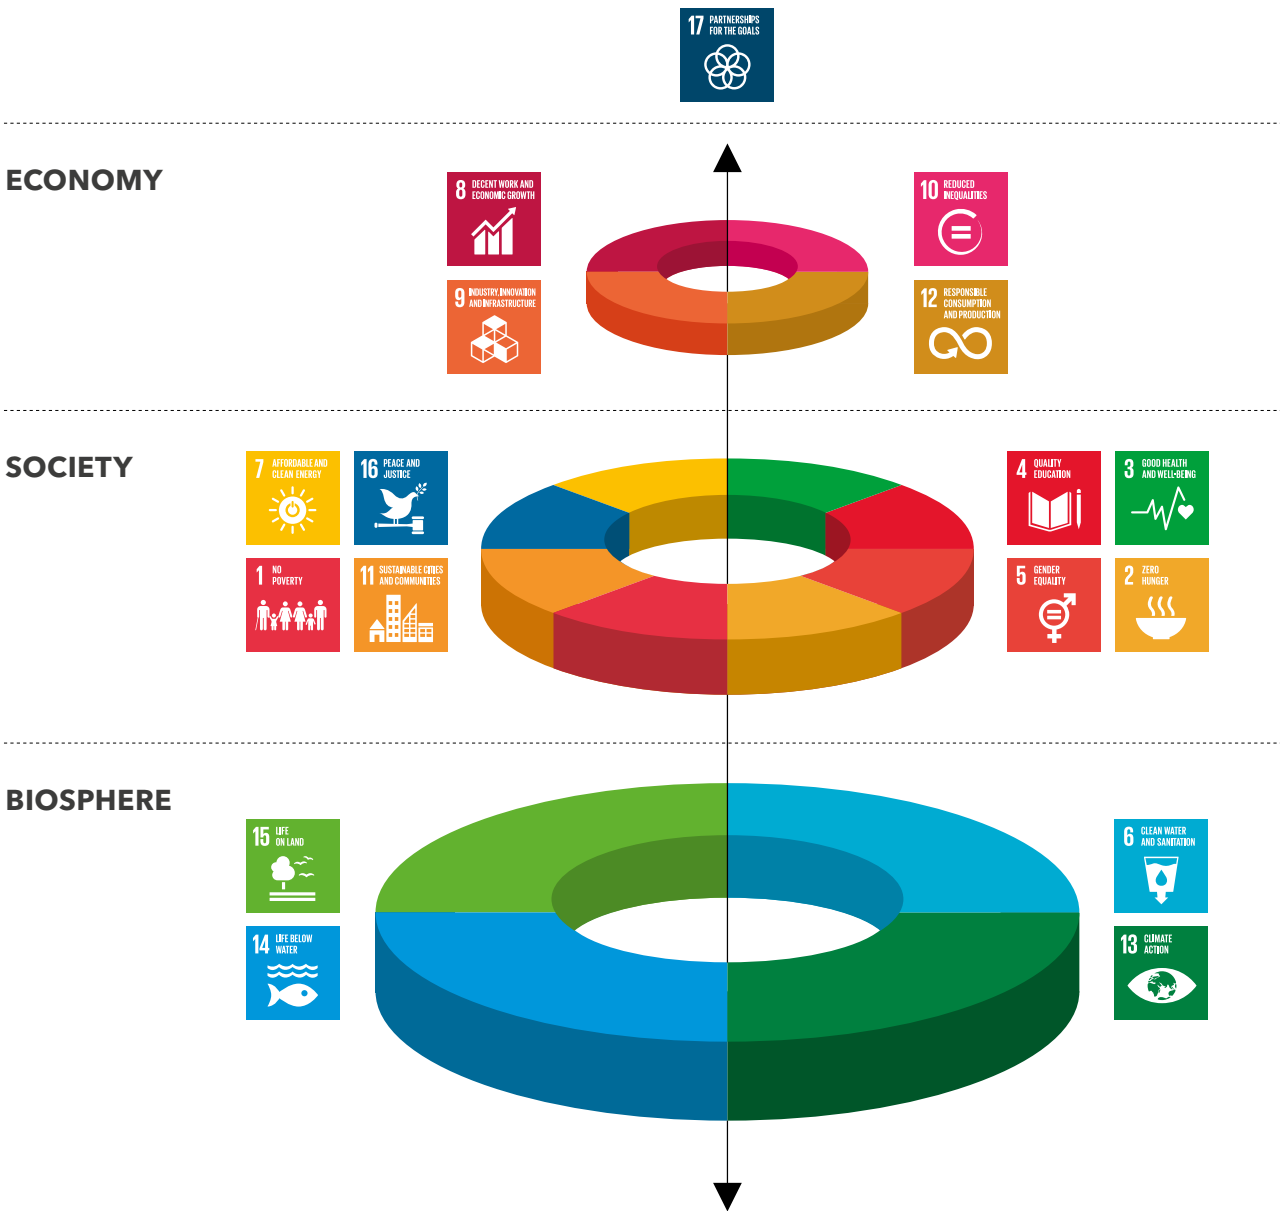 17 PARTNERSHIPS
FOR THE GOALS
ECONOMY
8 DECENT WORK AND
ECONOMIC GROWTH
10 REDUCED
INEQUALITIES
9 INDUSTRY, INNOVATION
AND INFRASTRUCTURE
12 RESPONSIBLE
CONSUMPTION
AND PRODUCTION
SOCIETY
7 AFFORDABLE AND
CLEAN ENERGY
16 PEACE AND
JUSTICE
4 QUALITY
EDUCATION
3 GOOD HEALTH
AND WELL-BEING
1 NO
POVERTY
11 SUSTAINABLE CITIES
AND COMMUNITIES
5 GENDER
EQUALITY
2 ZERO
HUNGER
BIOSPHERE
15 LIFE
ON LAND
6 CLEAN WATER
AND SANITATION
14 LIFE BELOW
WATER
13 CLIMATE
ACTION